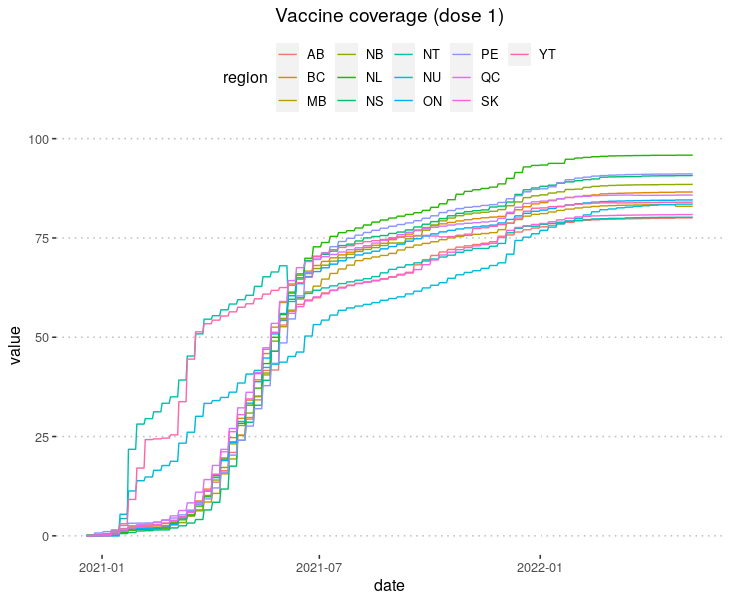 Vaccine coverage (dose 1)
AB NB NT PE YT
region BC NL NU QC
MB NS ON SK
100
75
50
25
0
value
2021-01 2021-07 2022-01
date